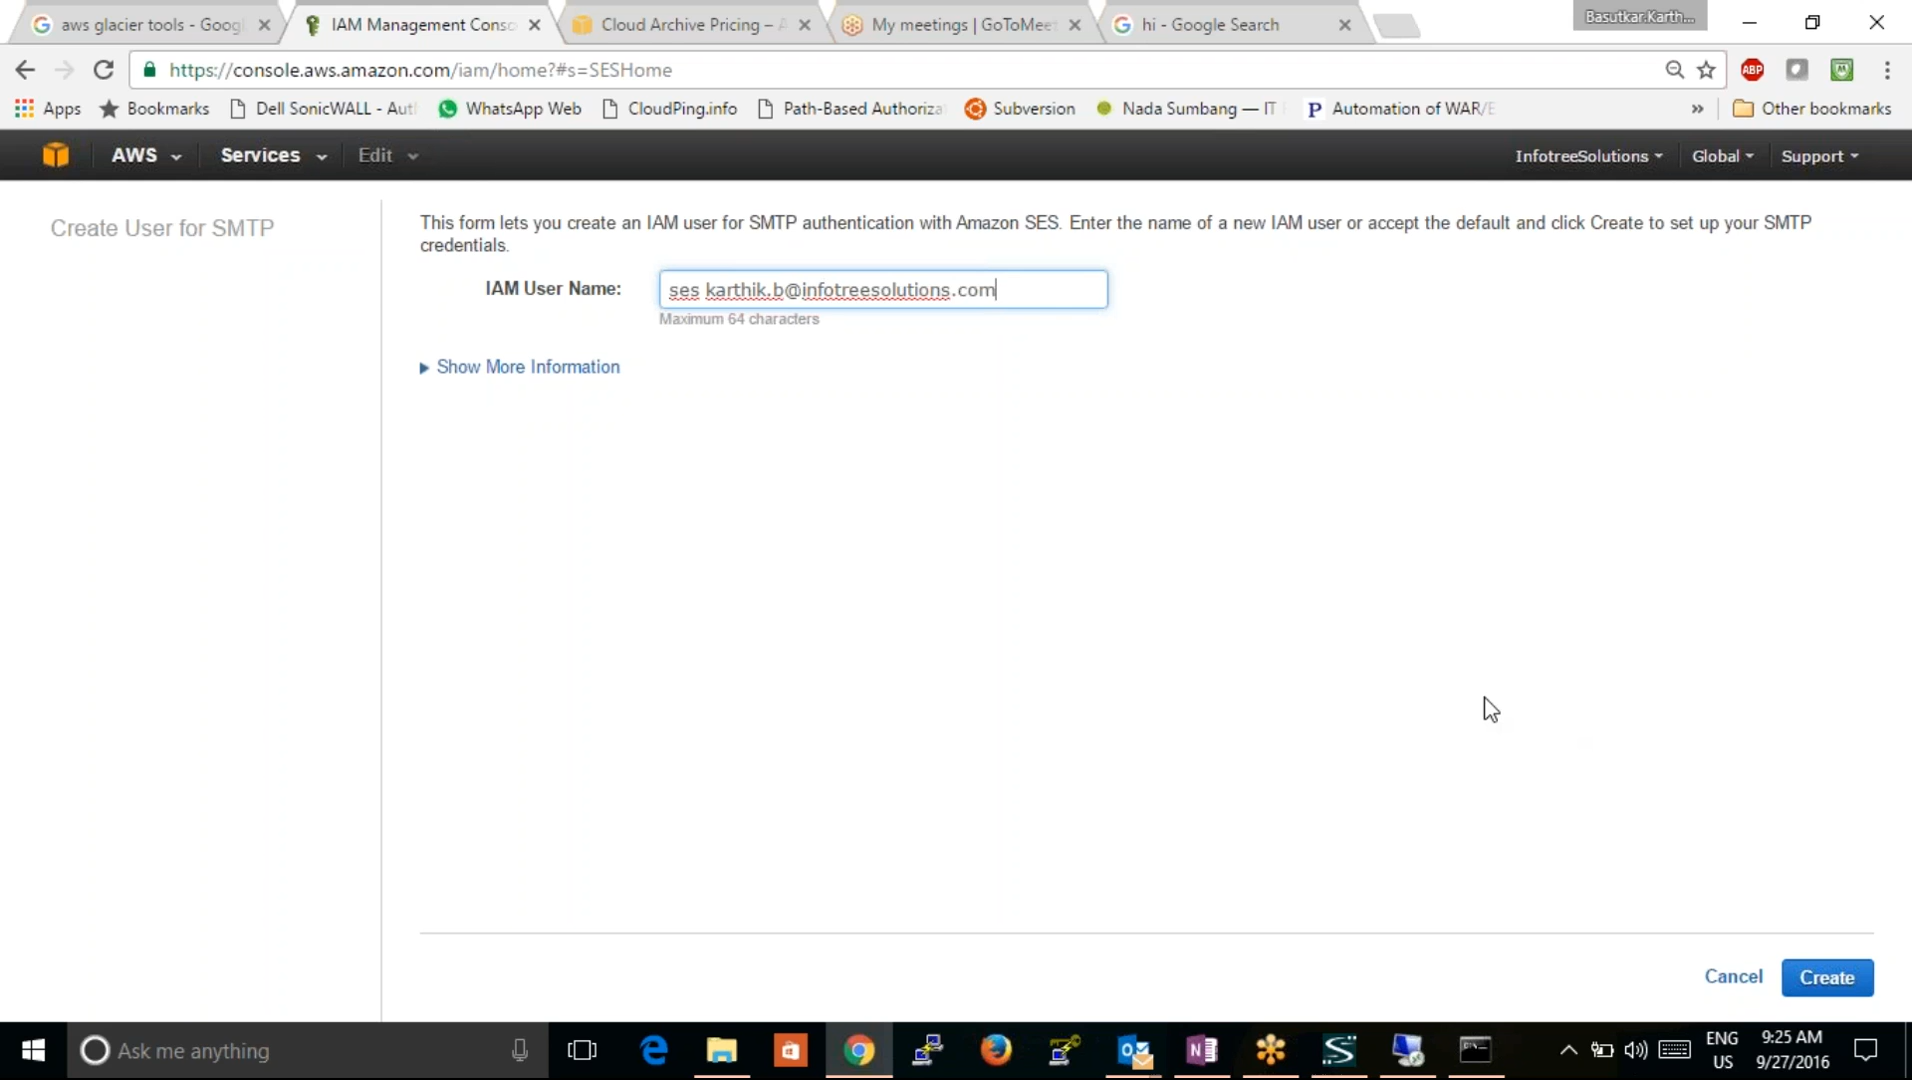 aws glacier tools - Goog
IAM Management Conso
Cloud Archive Pricing – A
My meetings | GoToMeet
hi - Google Search
Basutkar.Karth...
https://console.aws.amazon.com/iam/home?#s=SESHome
ABP
Apps
Bookmarks
Dell SonicWALL - Aut
WhatsApp Web
CloudPing.info
Path-Based Authoriza
Subversion
Nada Sumbang — IT
Automation of WAR/E
»
Other bookmarks
AWS
Services
Edit
InfotreeSolutions
Global
Support
Create User for SMTP
This form lets you create an IAM user for SMTP authentication with Amazon SES. Enter the name of a new IAM user or accept the default and click Create to set up your SMTP
credentials.
IAM User Name:
ses karthik.b@infotreesolutions.com
Maximum 64 characters
Show More Information
Cancel
Create
Ask me anything
ENG
US
9:25 AM
9/27/2016